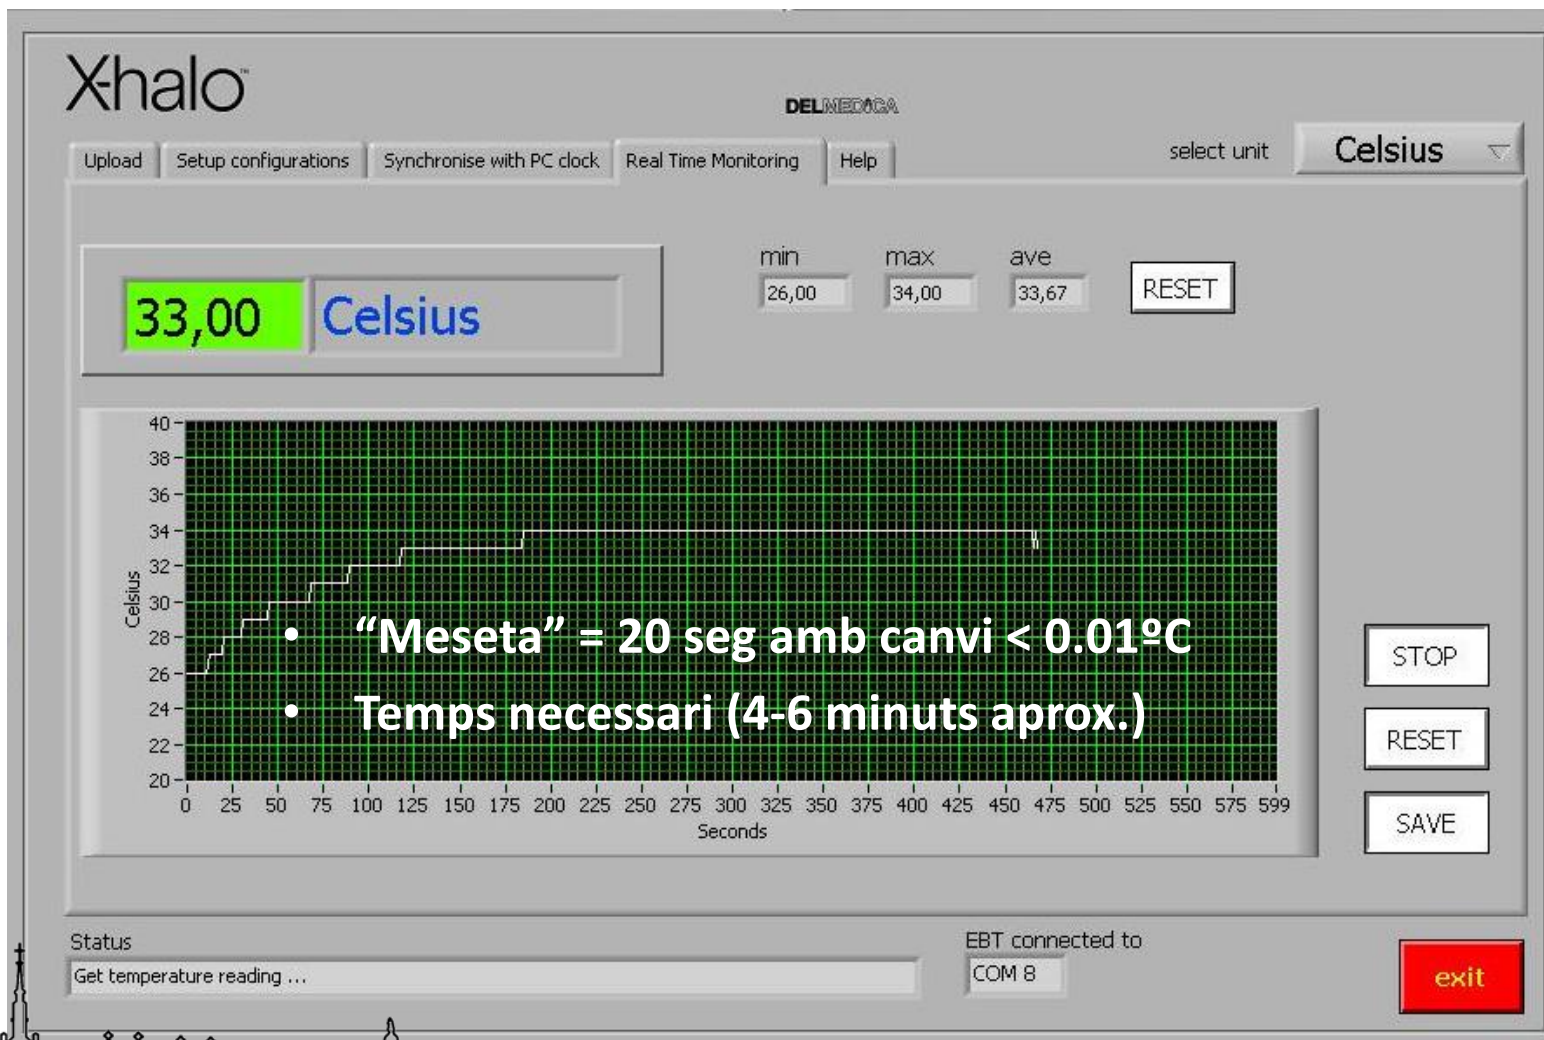 X-halo™
DELMEDICA
Upload Setup configurations Synchronise with PC clock Real Time Monitoring Help
select unit Celsius
33,00 Celsius
min max ave
26,00 34,00 33,67 RESET
40
38
36
34
32
30
28
26
24
22
20
Celsius
• “Meseta” = 20 seg amb canvi < 0.01ºC
• Temps necessari (4-6 minuts aprox.)
0 25 50 75 100 125 150 175 200 225 250 275 300 325 350 375 400 425 450 475 500 525 550 575 599
Seconds
STOP
RESET
SAVE
Status
Get temperature reading ...
EBT connected to
COM 8
exit